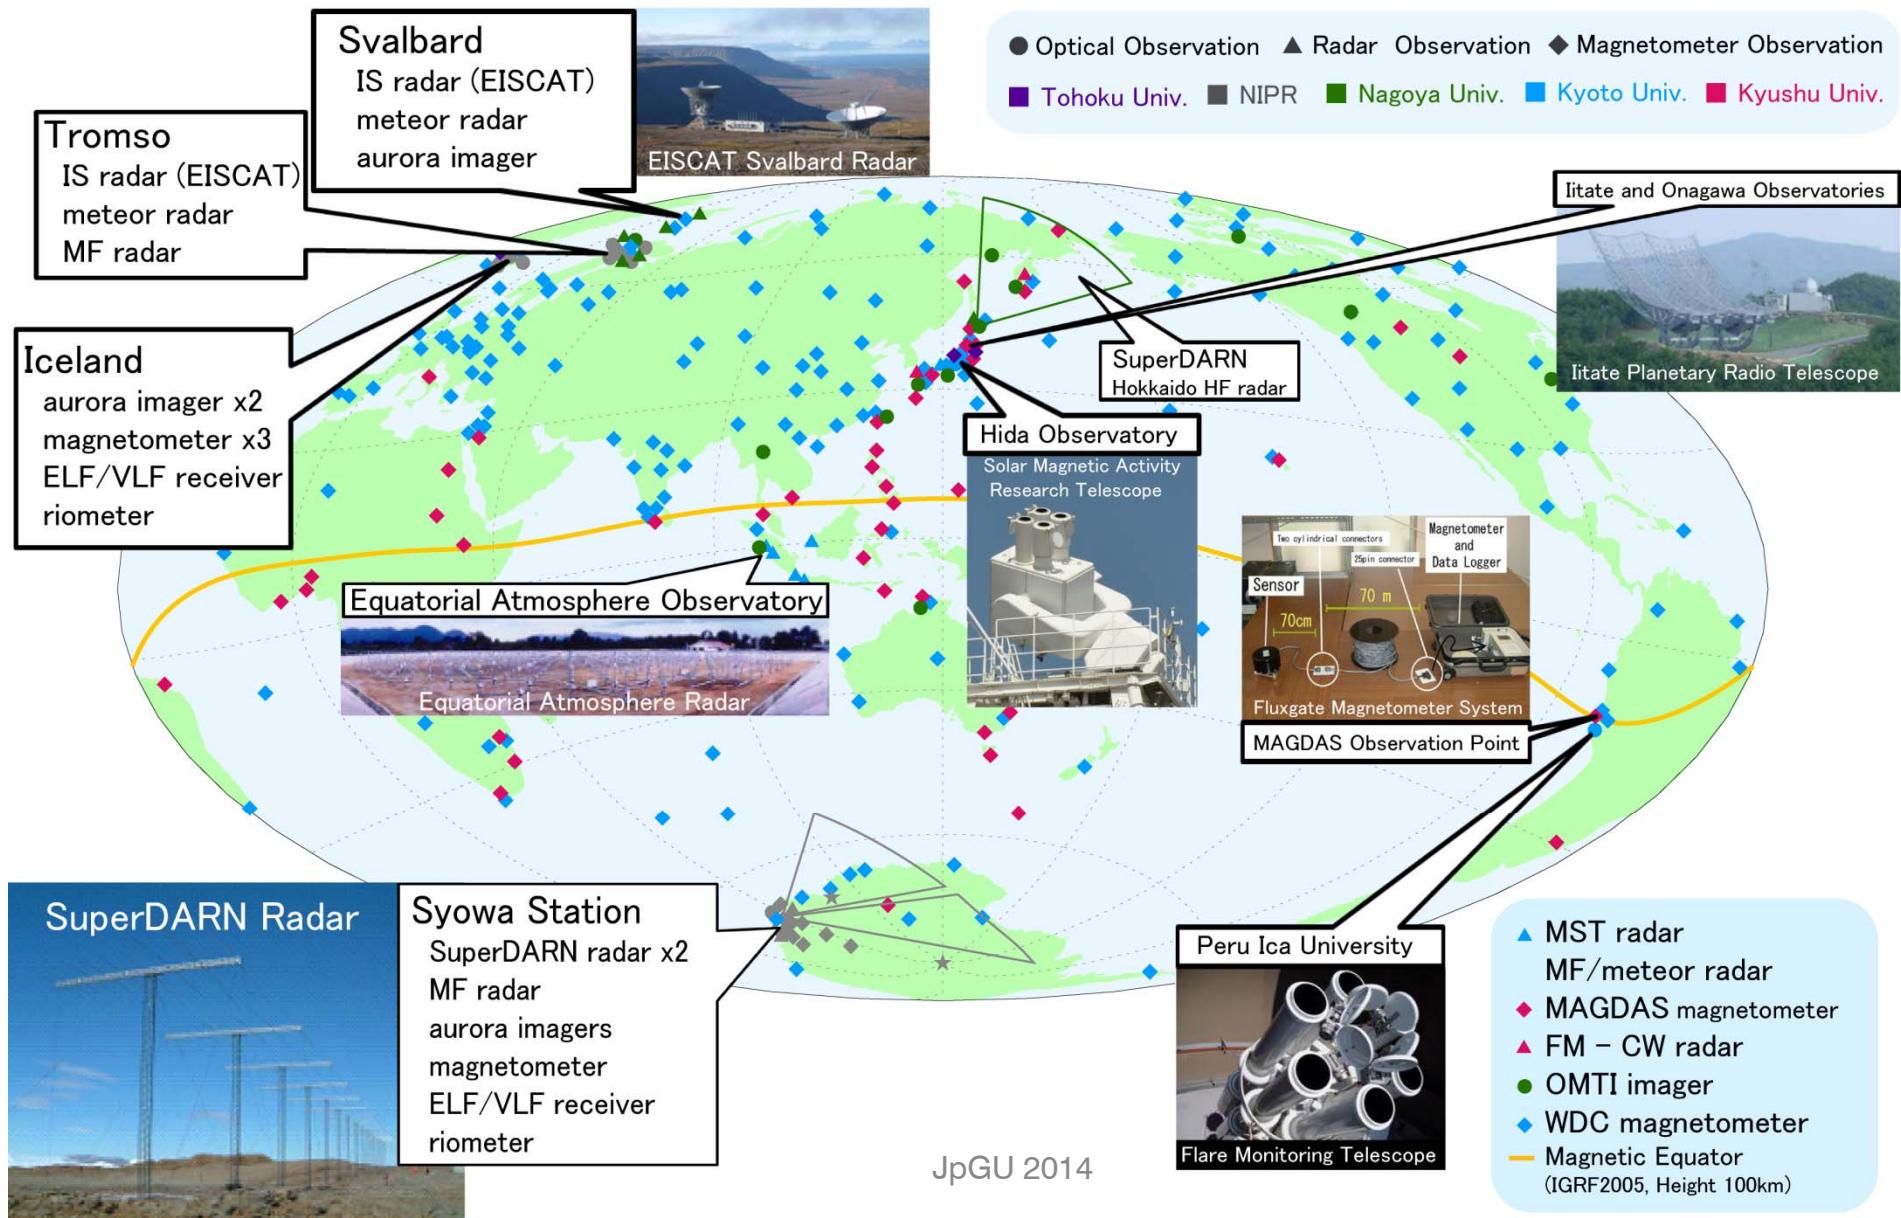 Svalbard
IS radar (EISCAT)
meteor radar
aurora imager
EISCAT Svalbard Radar
● Optical Observation ▲ Radar Observation ◆ Magnetometer Observation
■ Tohoku Univ. ■ NIPR ■ Nagoya Univ. ■ Kyoto Univ. ■ Kyushu Univ.
Tromso
IS radar (EISCAT)
meteor radar
MF radar
Iitate and Onagawa Observatories
Iitate Planetary Radio Telescope
Iceland
aurora imager x2
magnetometer x3
ELF/VLF receiver
riometer
SuperDARN
Hokkaido HF radar
Hida Observatory
Solar Magnetic Activity
Research Telescope
Equatorial Atmosphere Observatory
Equatorial Atmosphere Radar
Two cylindrical connectors
25pin connector
Magnetometer
and
Data Logger
Sensor
70 m
70cm
Fluxgate Magnetometer System
MAGDAS Observation Point
SuperDARN Radar
Syowa Station
SuperDARN radar x2
MF radar
aurora imagers
magnetometer
ELF/VLF receiver
riometer
Peru Ica University
Flare Monitoring Telescope
JpGU 2014
▲ MST radar
MF/meteor radar
◆ MAGDAS magnetometer
▲ FM - CW radar
● OMTI imager
◆ WDC magnetometer
Magnetic Equator
(IGRF2005, Height 100km)